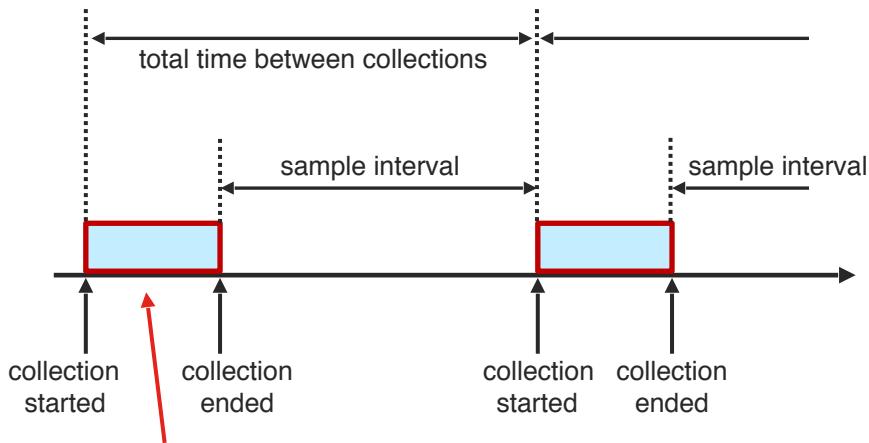 total time between collections
sample interval
sample interval
collection
started
collection
ended
collection
started
collection
ended